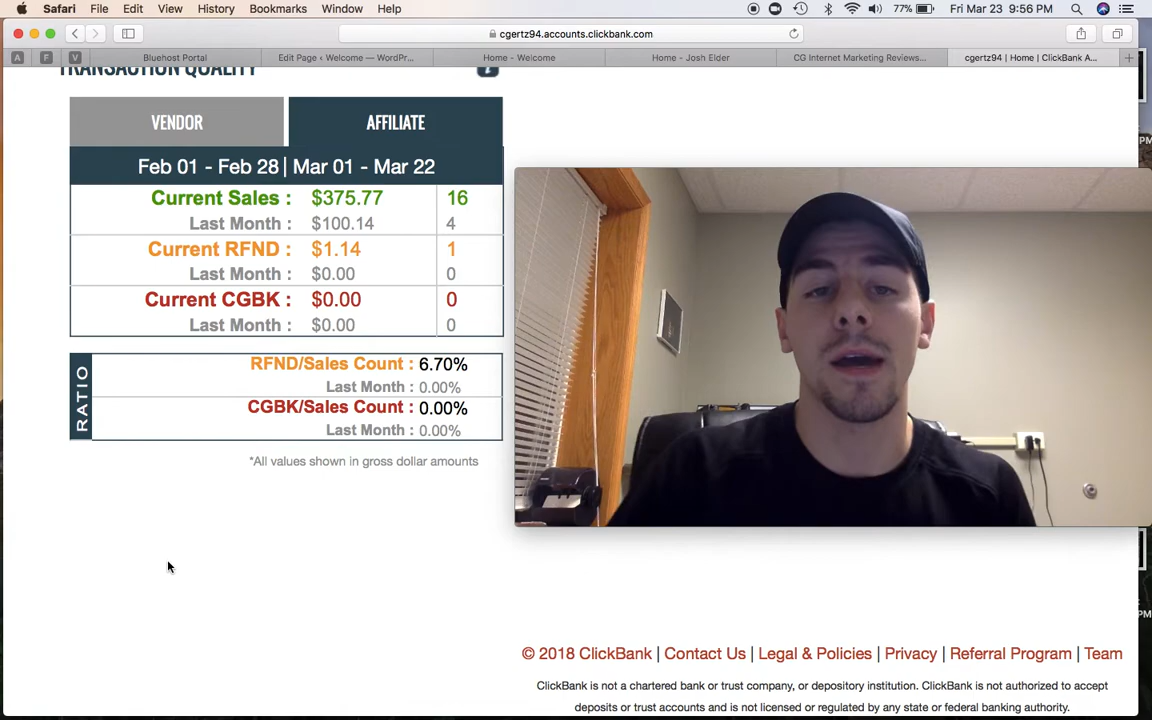 Safari File Edit View History Bookmarks Window Help 77% Fri Mar 23 9:56 PM
cgertz94.accounts.clickbank.com
A F V Bluehost Portal Edit Page ‹ Welcome — WordPr... Home - Welcome Home - Josh Elder CG Internet Marketing Reviews... cgertz94 | Home | ClickBank A...
TRANSACTION QUALITY
VENDOR AFFILIATE
Feb 01 - Feb 28 | Mar 01 - Mar 22
Current Sales : $375.77 16
Last Month : $100.14 4
Current RFND : $1.14 1
Last Month : $0.00 0
Current CGBK : $0.00 0
Last Month : $0.00 0
RATIO
RFND/Sales Count : 6.70%
Last Month : 0.00%
CGBK/Sales Count : 0.00%
Last Month : 0.00%
*All values shown in gross dollar amounts
© 2018 ClickBank | Contact Us | Legal & Policies | Privacy | Referral Program | Team
ClickBank is not a chartered bank or trust company, or depository institution. ClickBank is not authorized to accept
deposits or trust accounts and is not licensed or regulated by any state or federal banking authority.